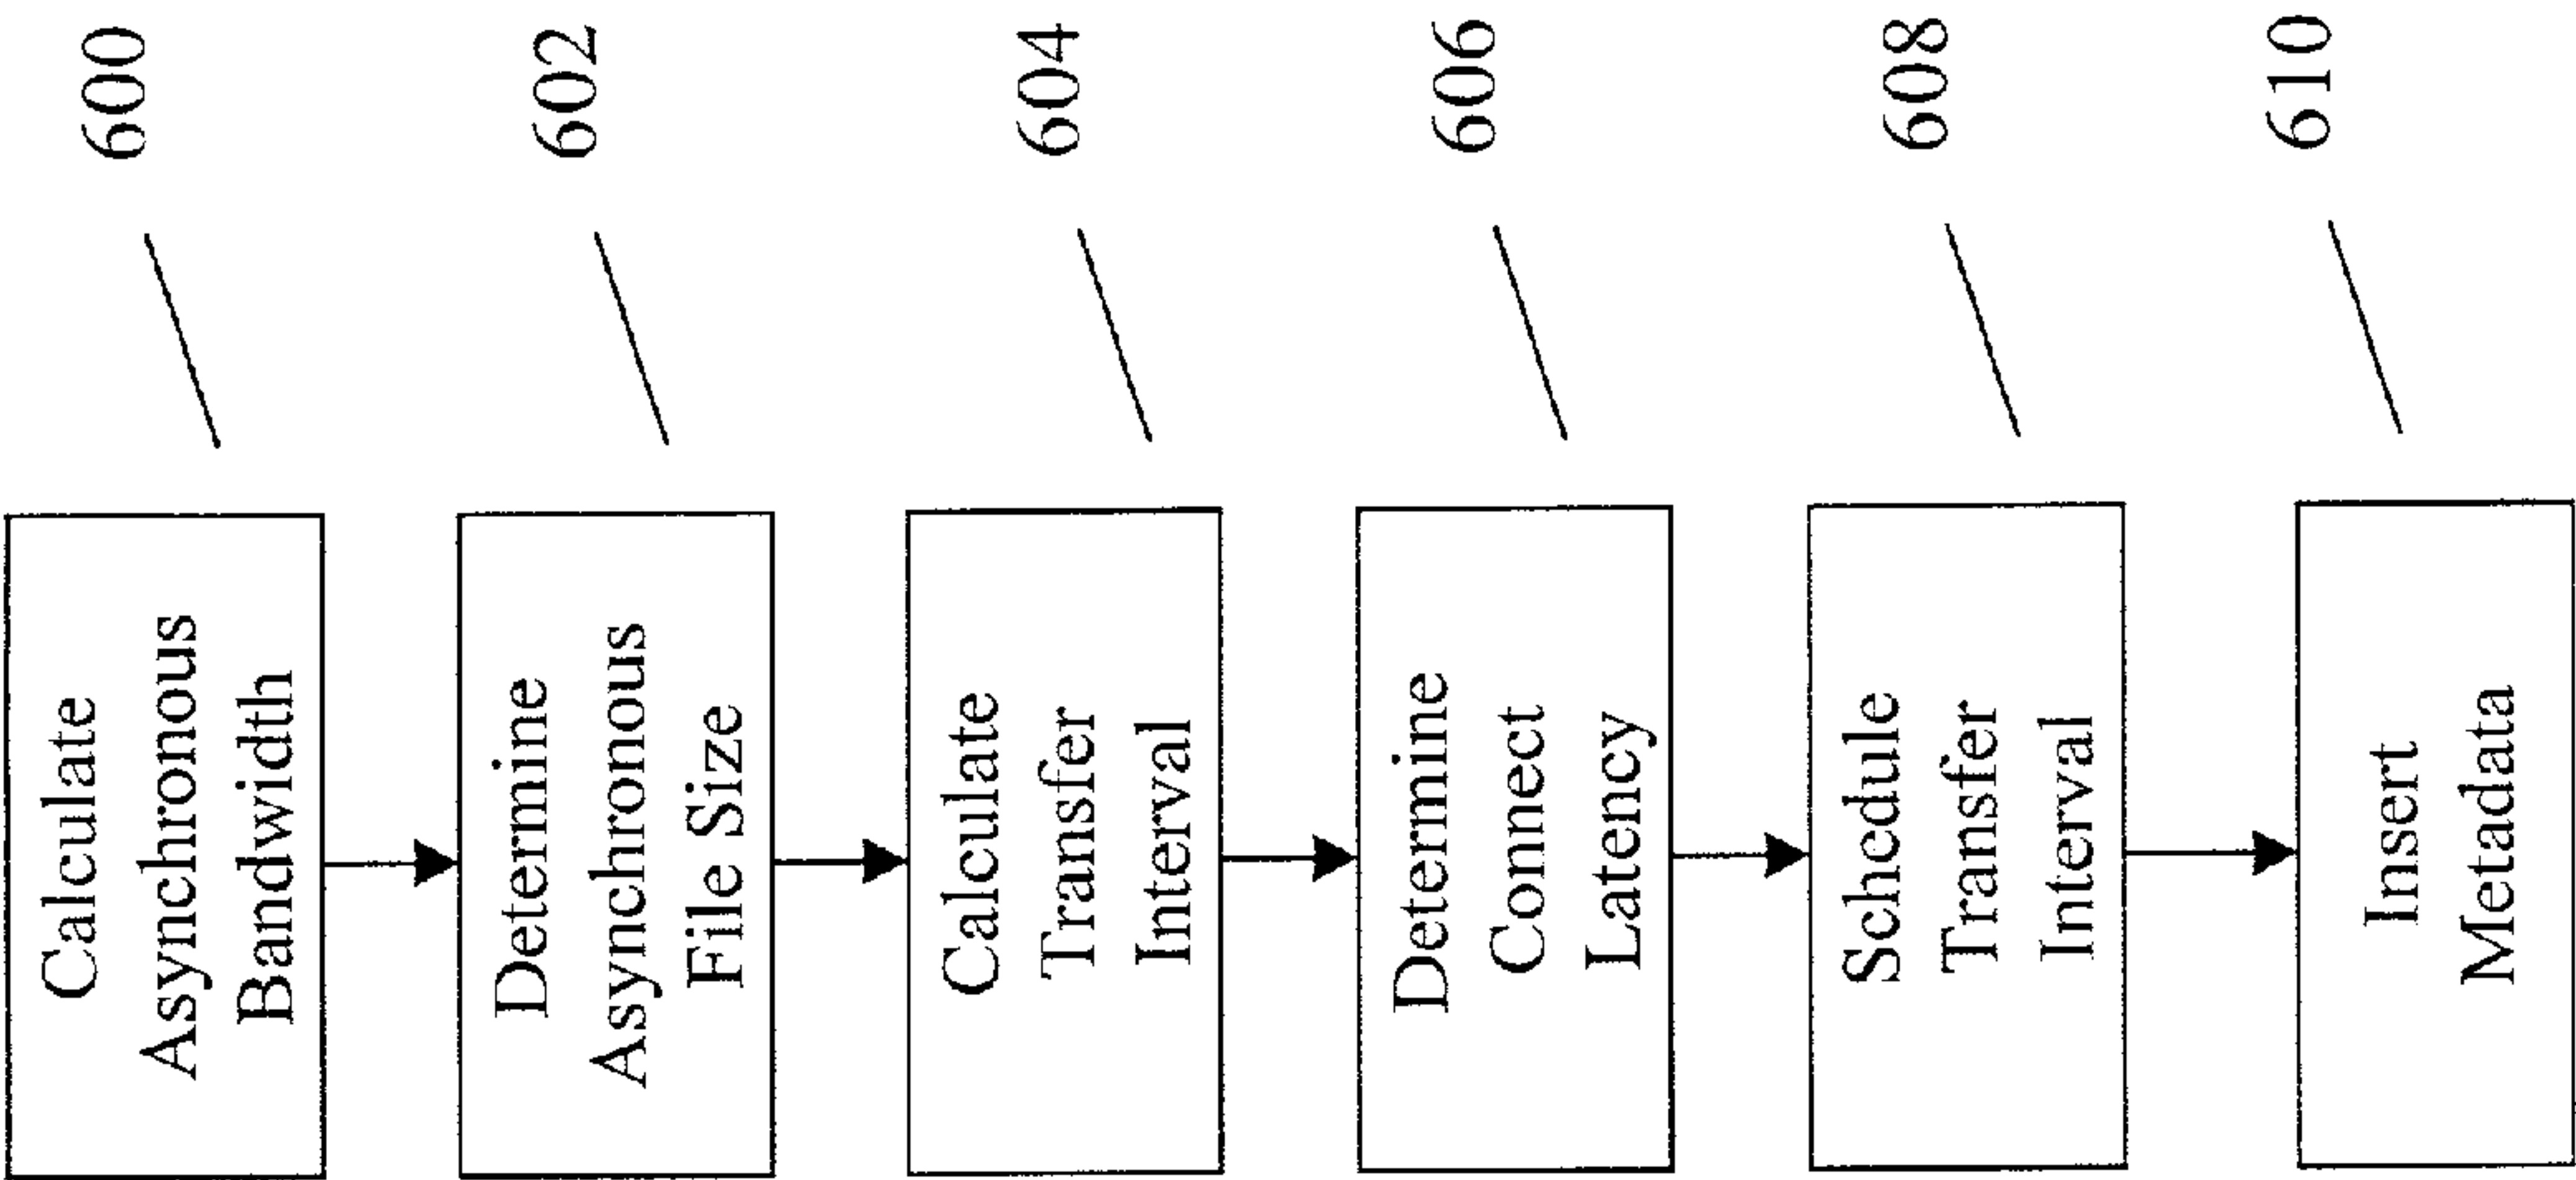 Calculate
Asynchronous
Bandwidth
600
Determine
Asynchronous
File Size
602
Calculate
Transfer
Interval
604
Determine
Connect
Latency
606
Schedule
Transfer
Interval
608
Insert
Metadata
610